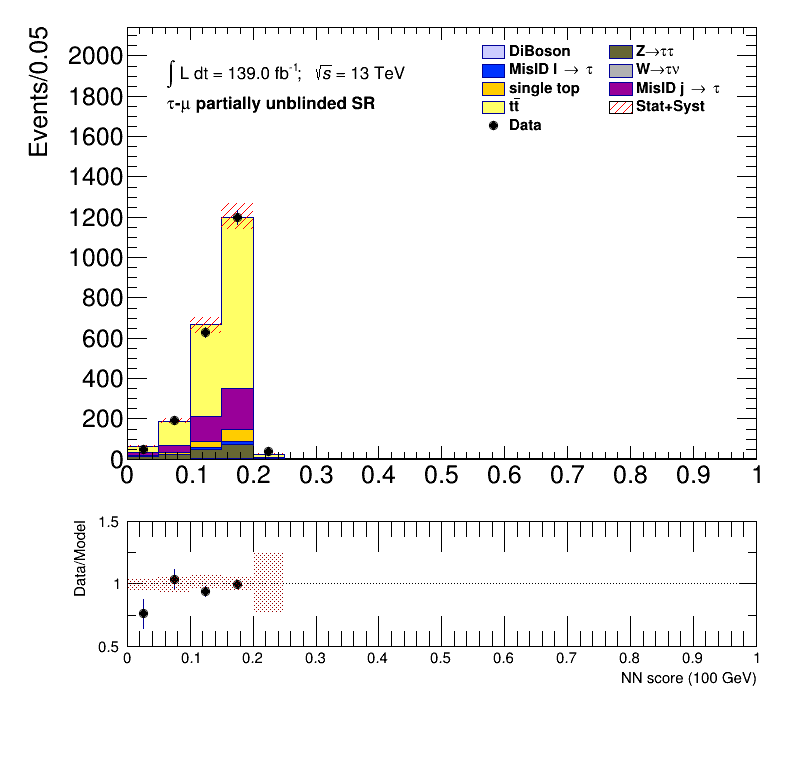 Events/0.05
2000
1800
1600
1400
1200
1000
800
600
400
200
0
∫ L dt = 139.0 fb⁻¹; √s = 13 TeV
τ-μ partially unblinded SR
DiBoson
MisID l → τ
single top
tt̄
Data
Z→ττ
W→τν
MisID j → τ
Stat+Syst
0 0.1 0.2 0.3 0.4 0.5 0.6 0.7 0.8 0.9 1
Data/Model
1.5
1
0.5
0 0.1 0.2 0.3 0.4 0.5 0.6 0.7 0.8 0.9 1
NN score (100 GeV)